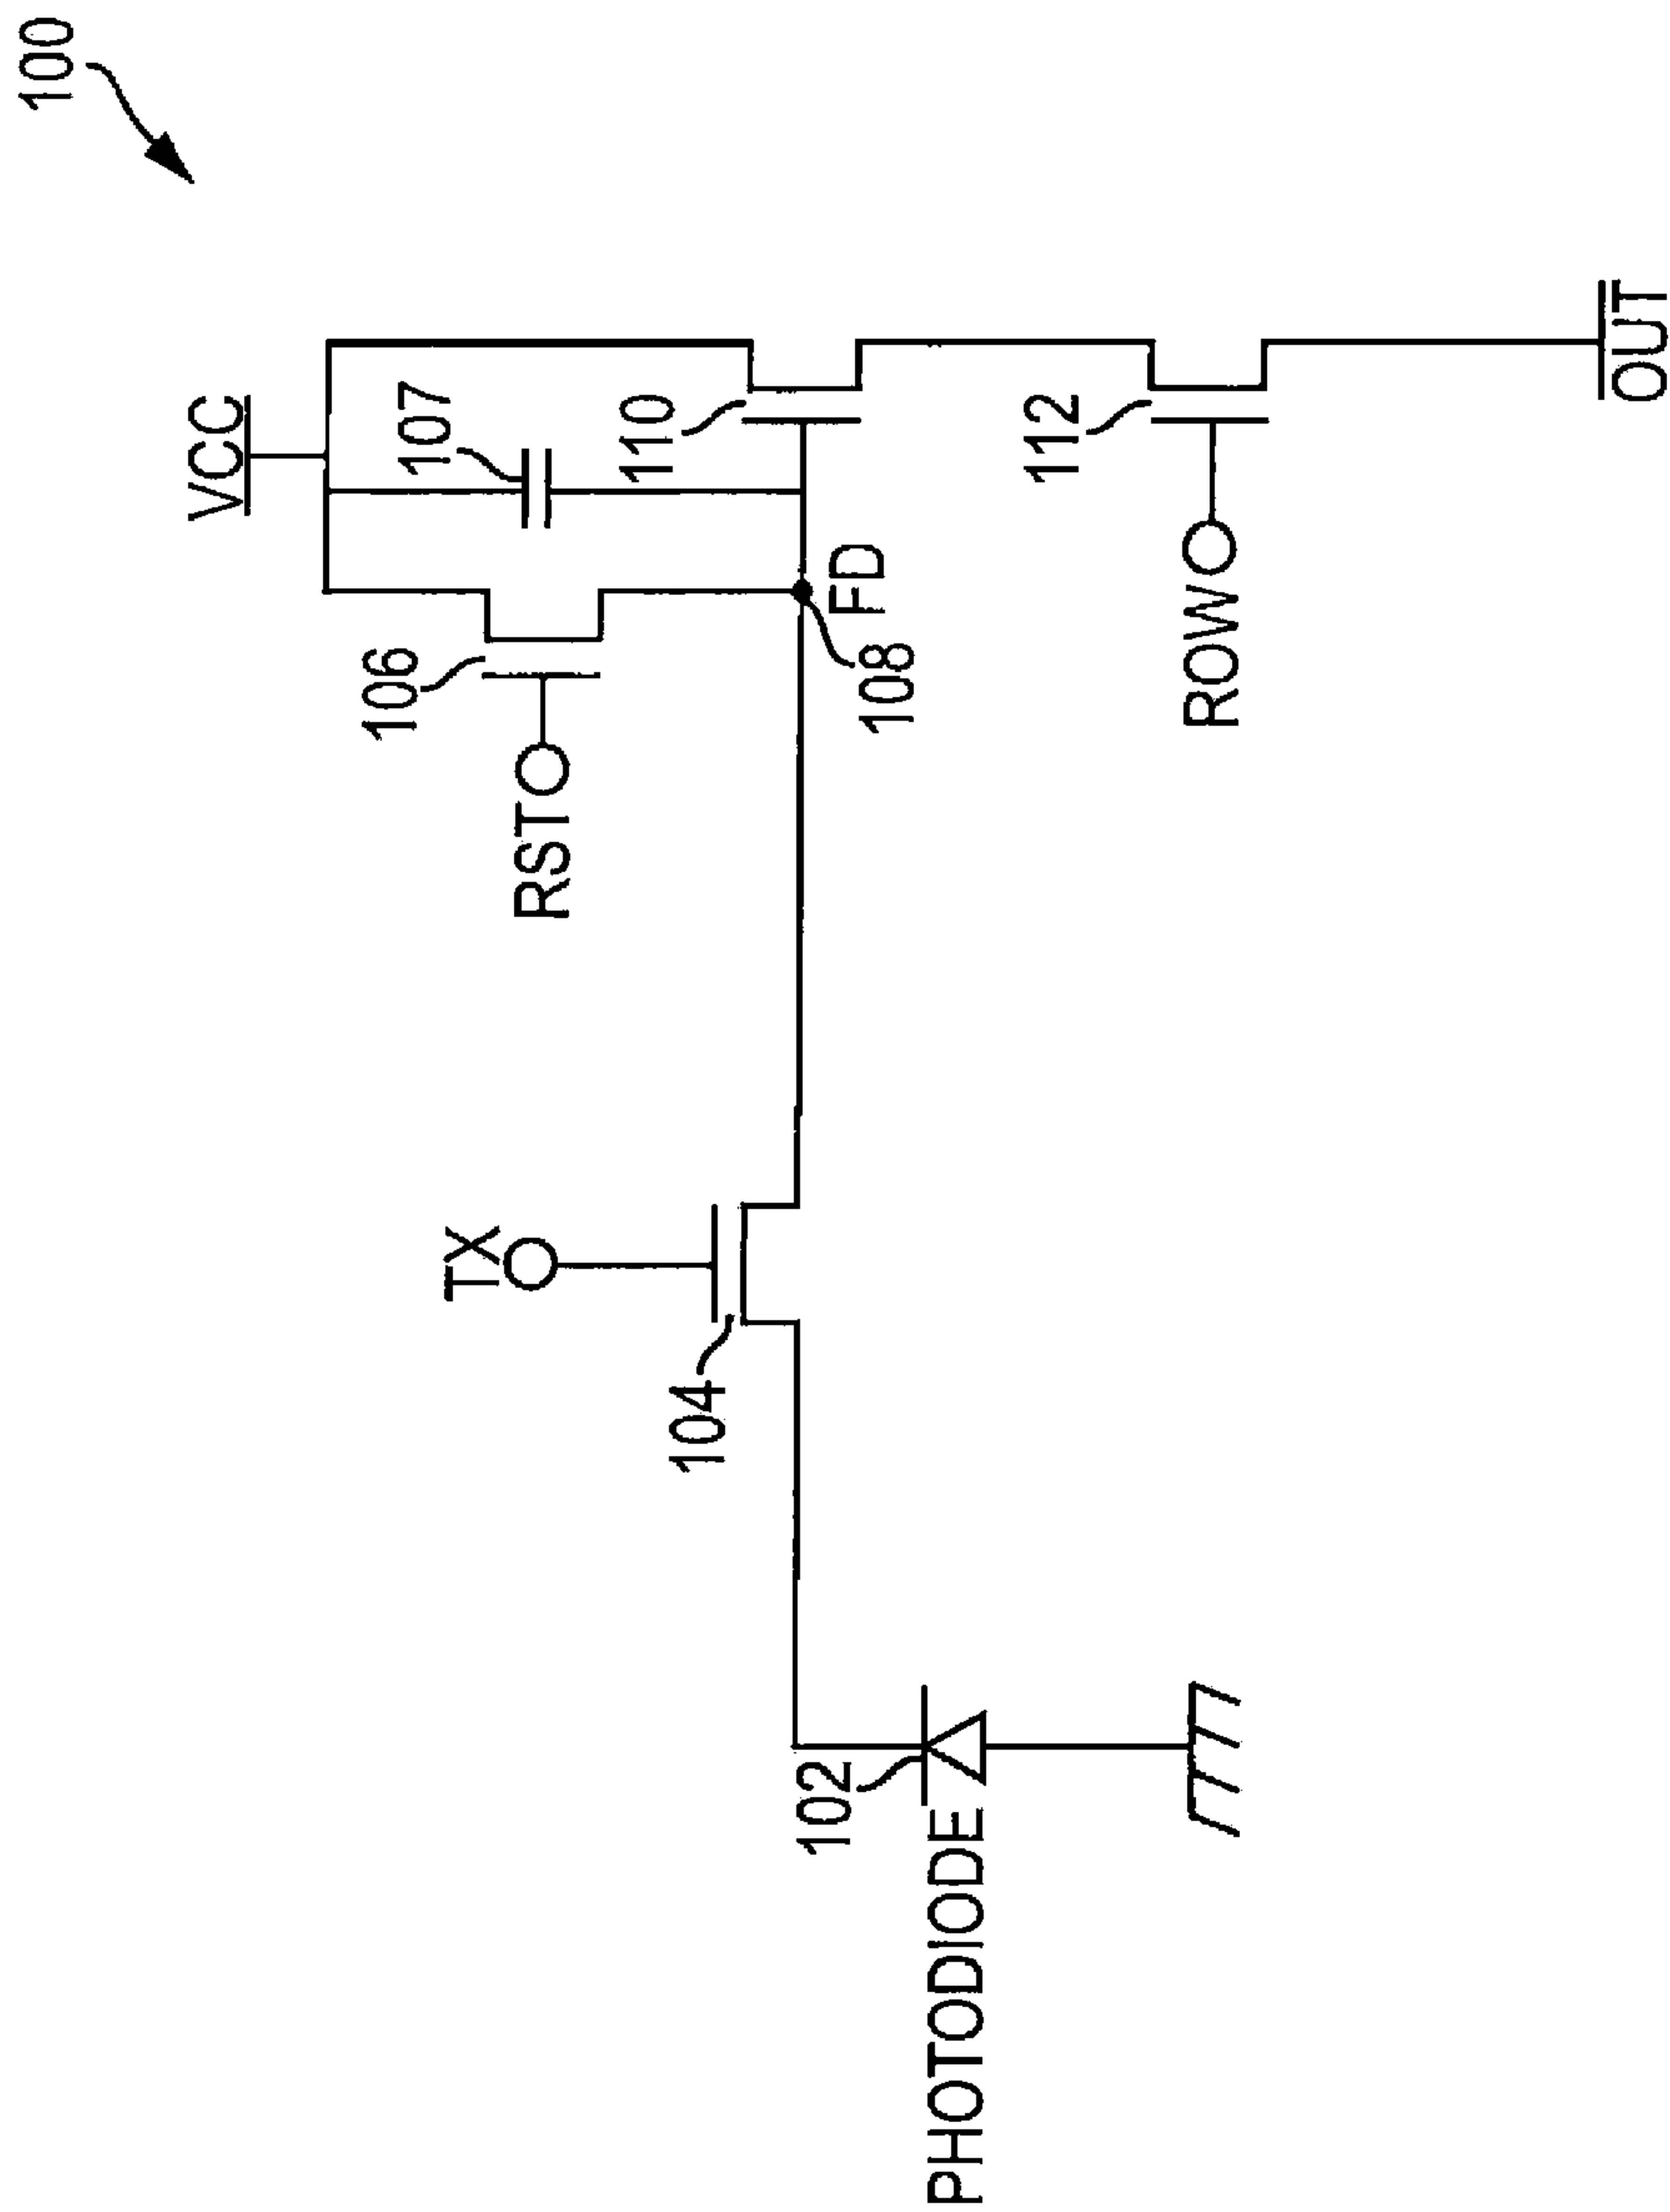 100
VCC
107
106
110
RST
FD
108
112
ROW
OUT
TX
104
102
PHOTODIODE